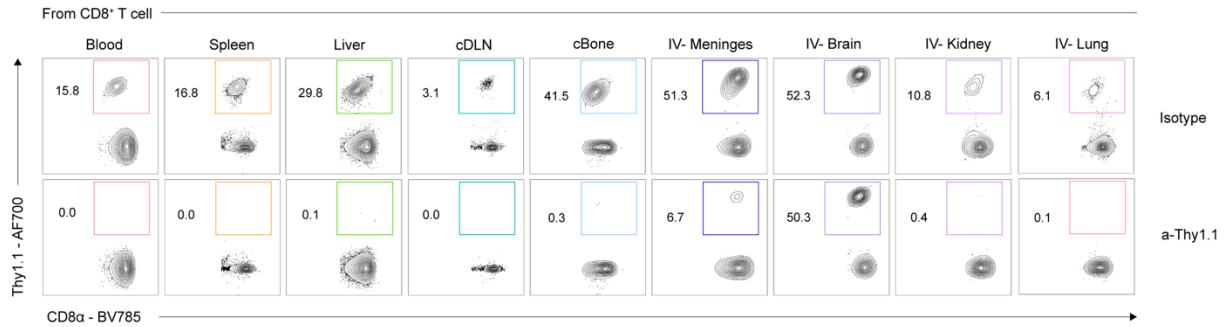 From CD8⁺ T cell
Blood Spleen Liver cDLN cBone IV- Meninges IV- Brain IV- Kidney IV- Lung
15.8 16.8 29.8 3.1 41.5 51.3 52.3 10.8 6.1
Isotype
0.0 0.0 0.1 0.0 0.3 6.7 50.3 0.4 0.1
a-Thy1.1
Thy1.1 - AF700
CD8α - BV785